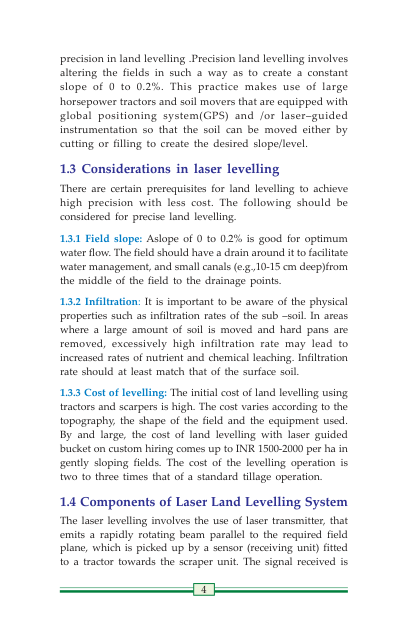 precision in land levelling .Precision land levelling involves
altering the fields in such a way as to create a constant
slope of 0 to 0.2%. This practice makes use of large
horsepower tractors and soil movers that are equipped with
global positioning system(GPS) and /or laser–guided
instrumentation so that the soil can be moved either by
cutting or filling to create the desired slope/level.
1.3 Considerations in laser levelling
There are certain prerequisites for land levelling to achieve
high precision with less cost. The following should be
considered for precise land levelling.
1.3.1 Field slope: Aslope of 0 to 0.2% is good for optimum
water flow. The field should have a drain around it to facilitate
water management, and small canals (e.g.,10-15 cm deep)from
the middle of the field to the drainage points.
1.3.2 Infiltration: It is important to be aware of the physical
properties such as infiltration rates of the sub –soil. In areas
where a large amount of soil is moved and hard pans are
removed, excessively high infiltration rate may lead to
increased rates of nutrient and chemical leaching. Infiltration
rate should at least match that of the surface soil.
1.3.3 Cost of levelling: The initial cost of land levelling using
tractors and scarpers is high. The cost varies according to the
topography, the shape of the field and the equipment used.
By and large, the cost of land levelling with laser guided
bucket on custom hiring comes up to INR 1500-2000 per ha in
gently sloping fields. The cost of the levelling operation is
two to three times that of a standard tillage operation.
1.4 Components of Laser Land Levelling System
The laser levelling involves the use of laser transmitter, that
emits a rapidly rotating beam parallel to the required field
plane, which is picked up by a sensor (receiving unit) fitted
to a tractor towards the scraper unit. The signal received is
4